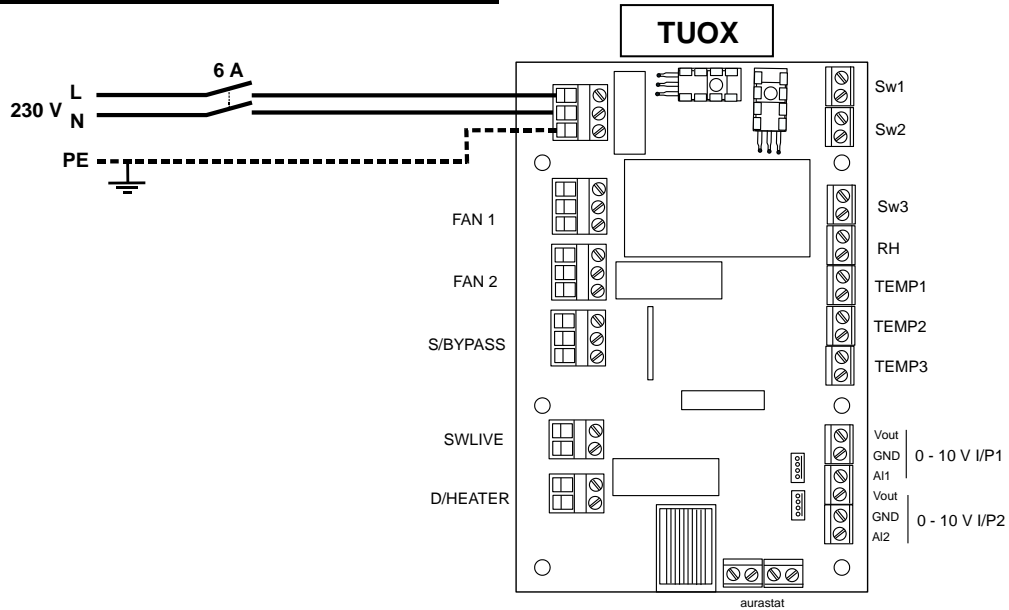 TUOX
6 A
L
230 V
N
PE
FAN 1
FAN 2
S/BYPASS
SWLIVE
D/HEATER
Sw1
Sw2
Sw3
RH
TEMP1
TEMP2
TEMP3
Vout
GND
AI1
0 - 10 V I/P1
Vout
GND
AI2
0 - 10 V I/P2
aurastat